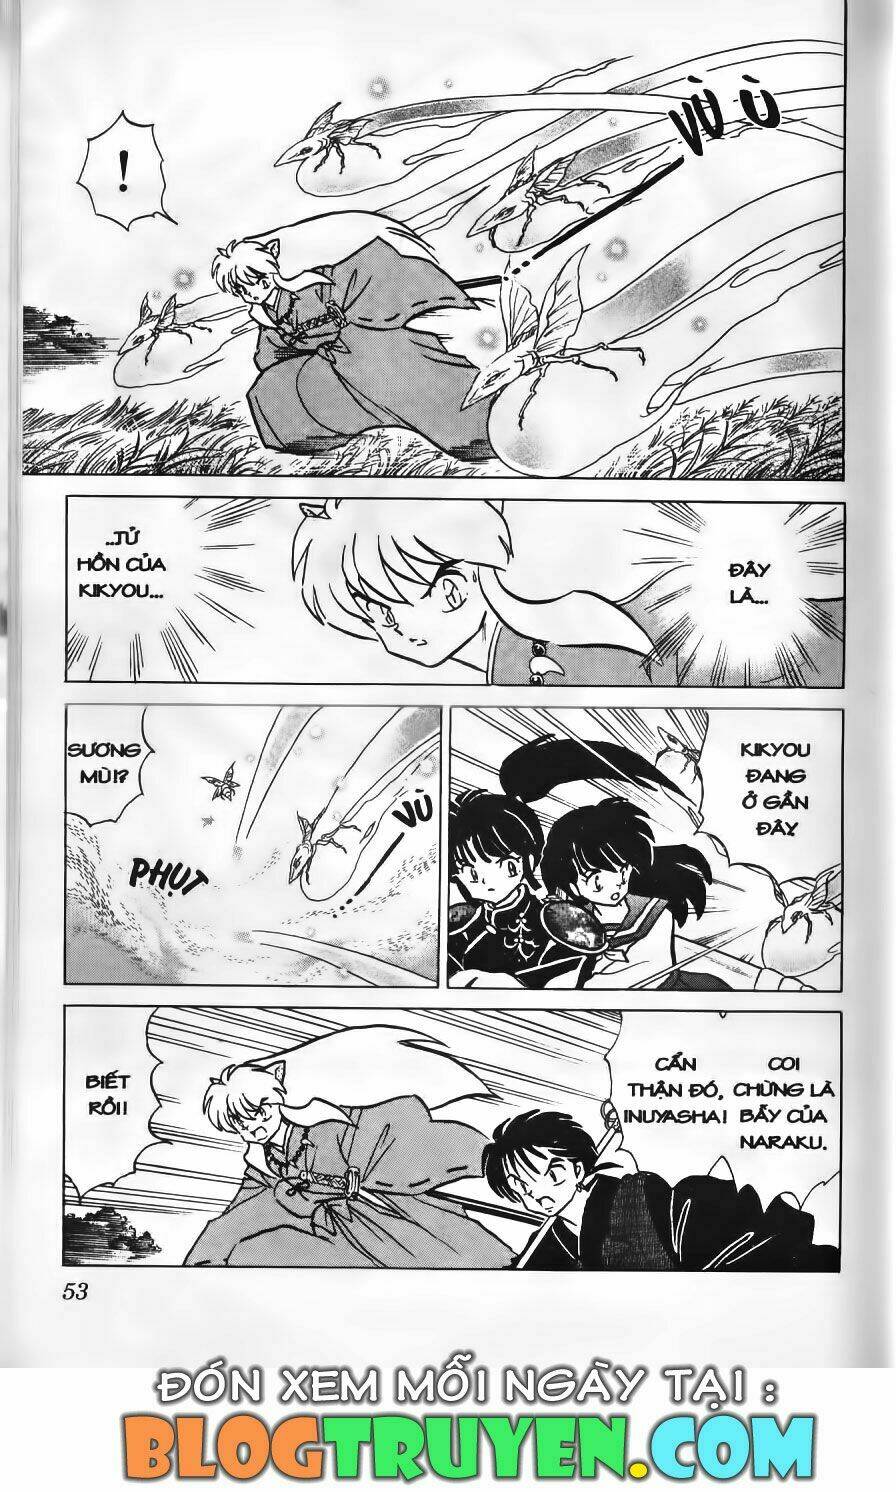 VÙ Ù
!
ĐÂY
LÀ...
..TỬ
HỒN CỦA
KIKYOU...
KIKYOU
ĐANG
Ở GẦN
ĐÂY.
VÙ
SƯƠNG
MÙ!?
PHỤT
COI
CHỪNG LÀ
BẪY CỦA
NARAKU.
CẨN
THẬN ĐÓ,
INUYASHA!
BIẾT
RỒI!
53
ĐÓN XEM MỖI NGÀY TẠI :
BLOGTRUYEN.COM